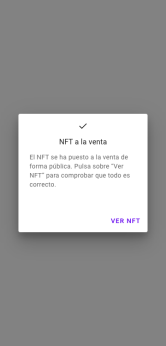 NFT a la venta
El NFT se ha puesto a la venta de
forma pública. Pulsa sobre "Ver
NFT" para comprobar que todo es
correcto.
VER NFT